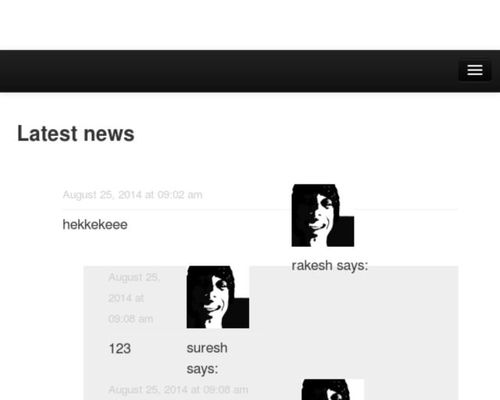 Latest news
August 25, 2014 at 09:02 am
hekkekeee
rakesh says:
August 25,
2014 at
09:08 am
123
suresh
says:
August 25, 2014 at 09:08 am